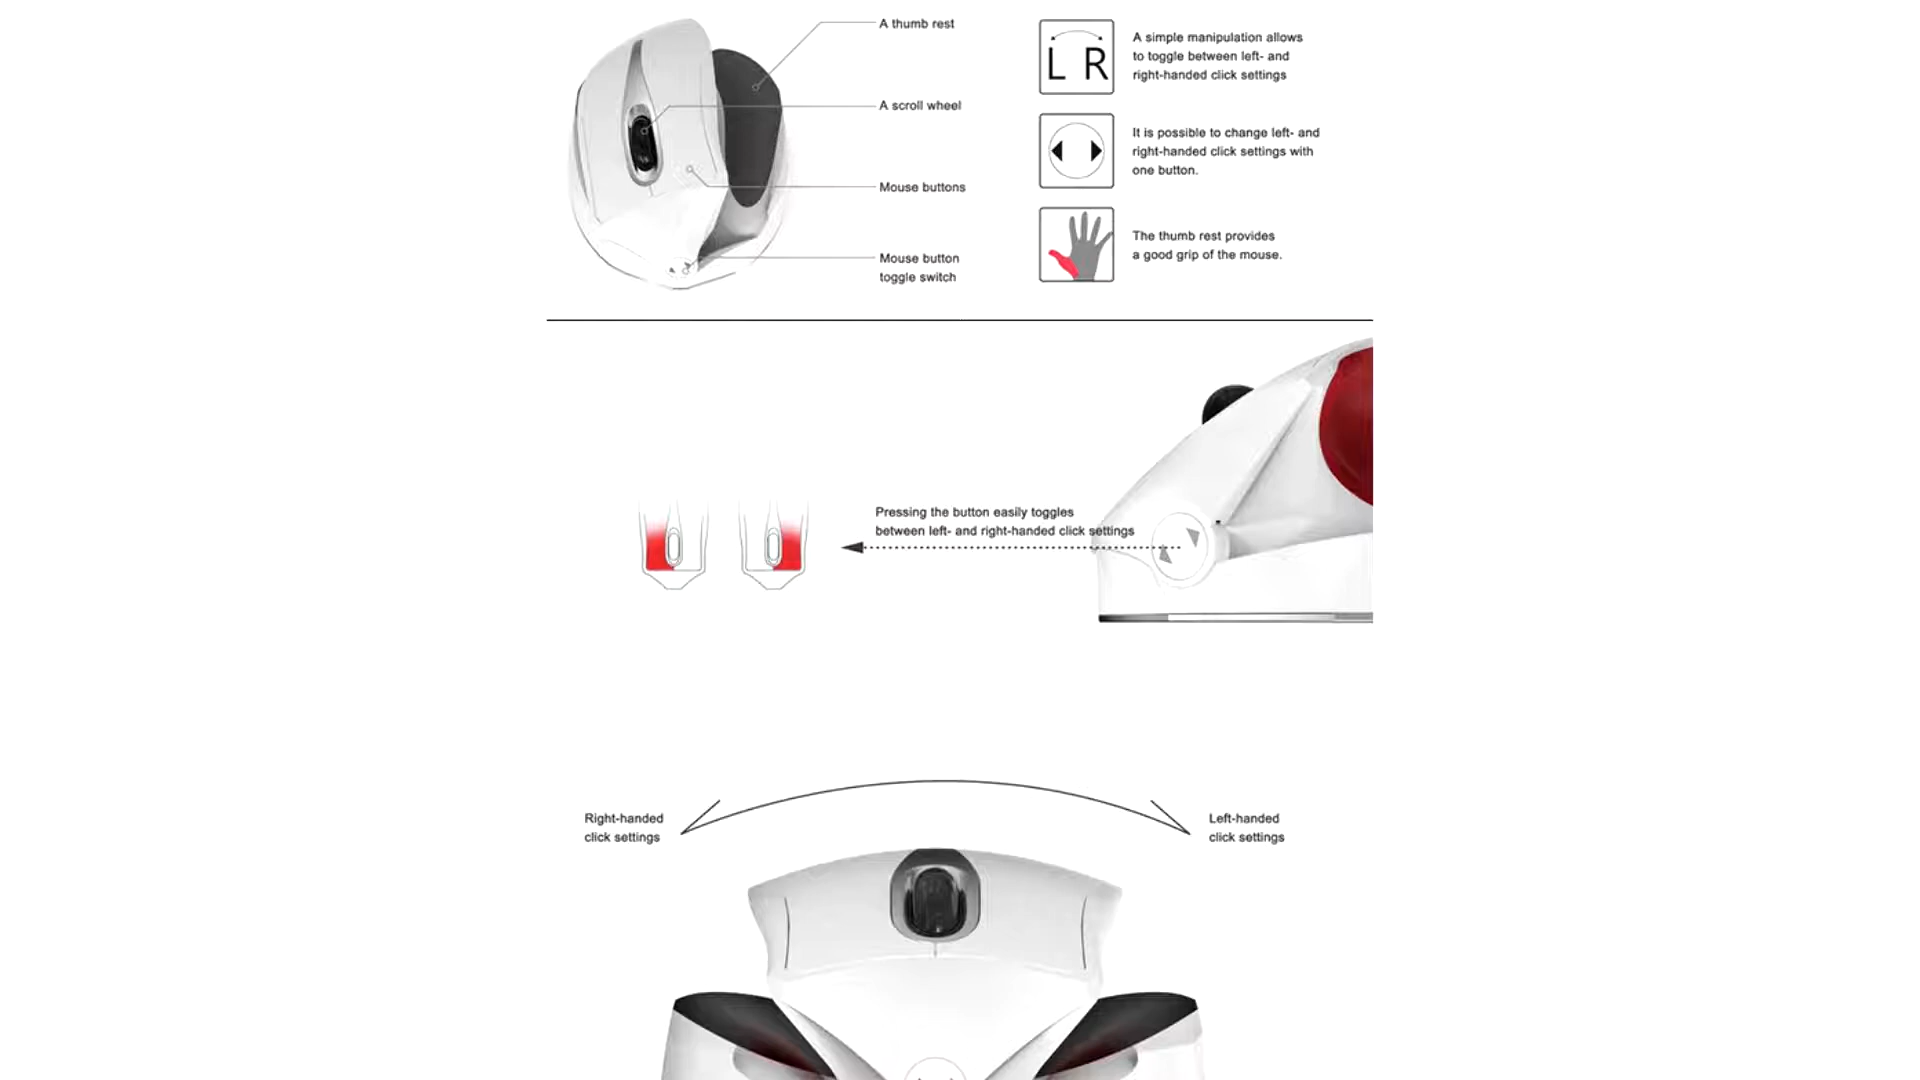 A thumb rest
A scroll wheel
Mouse buttons
Mouse button
toggle switch
L R
A simple manipulation allows
to toggle between left- and
right-handed click settings
It is possible to change left- and
right-handed click settings with
one button.
The thumb rest provides
a good grip of the mouse.
Pressing the button easily toggles
between left- and right-handed click settings
Right-handed
click settings
Left-handed
click settings